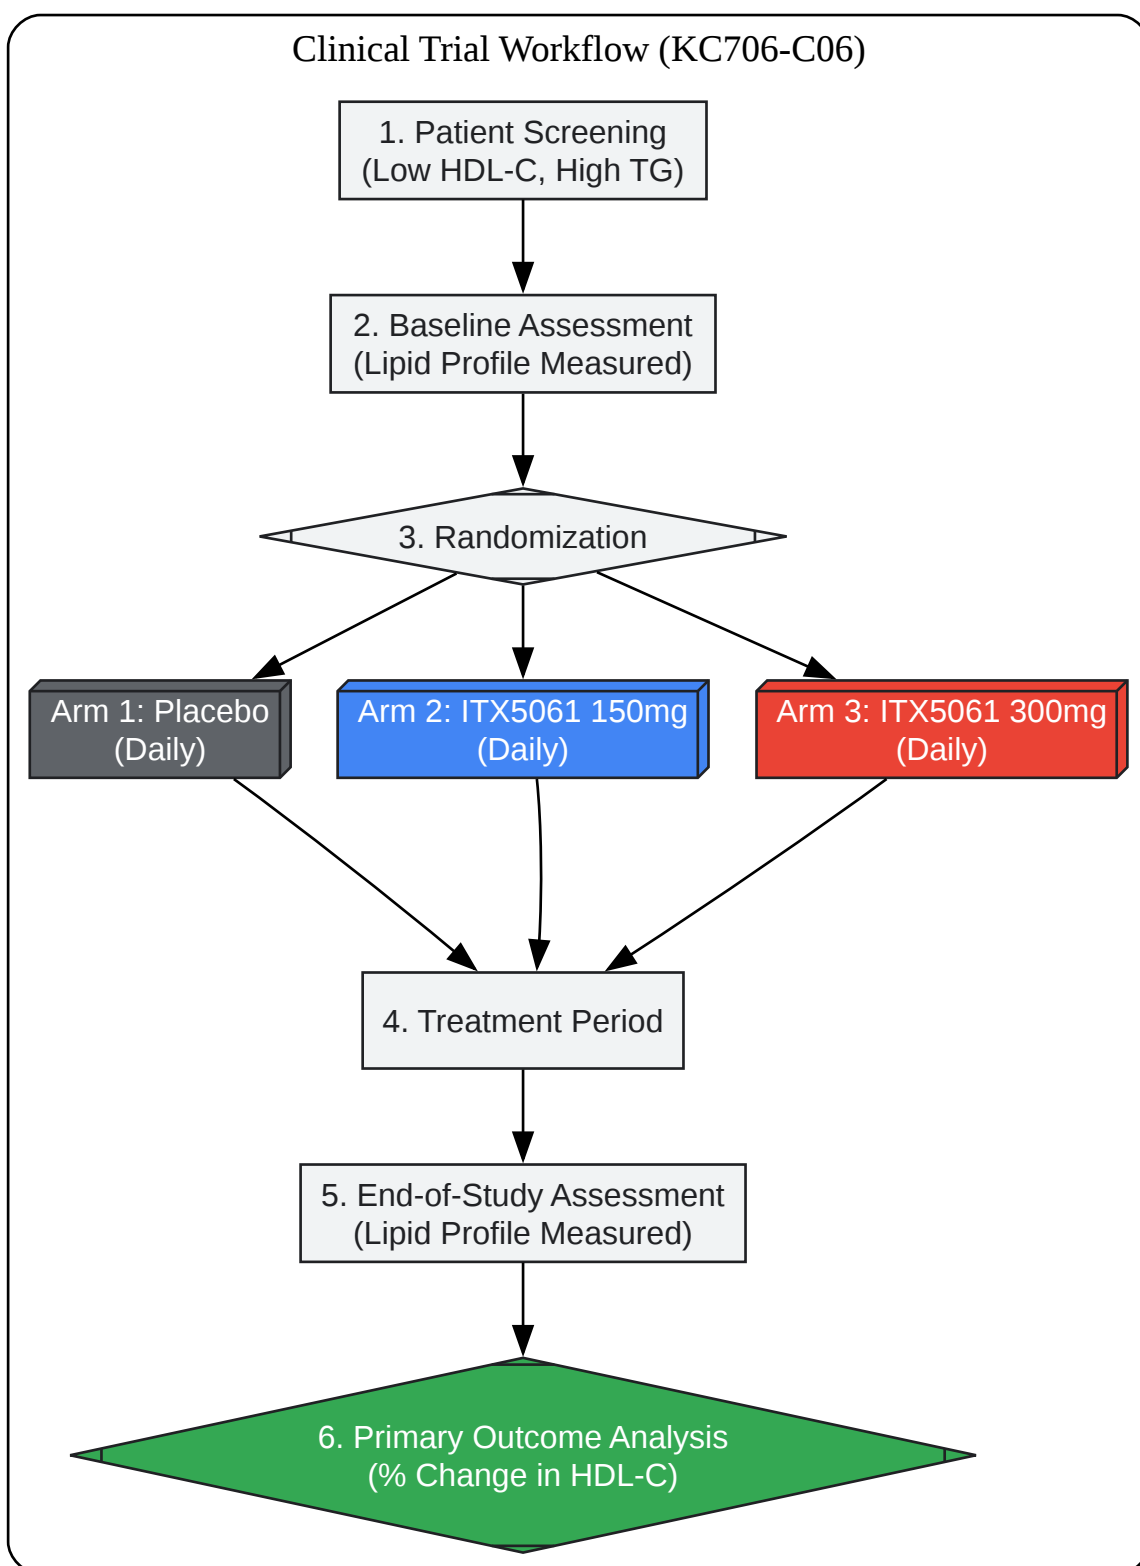 Clinical Trial Workflow (KC706-C06)
1. Patient Screening
(Low HDL-C, High TG)
2. Baseline Assessment
(Lipid Profile Measured)
3. Randomization
Arm 1: Placebo
(Daily)
Arm 2: ITX5061 150mg
(Daily)
Arm 3: ITX5061 300mg
(Daily)
4. Treatment Period
5. End-of-Study Assessment
(Lipid Profile Measured)
6. Primary Outcome Analysis
(% Change in HDL-C)